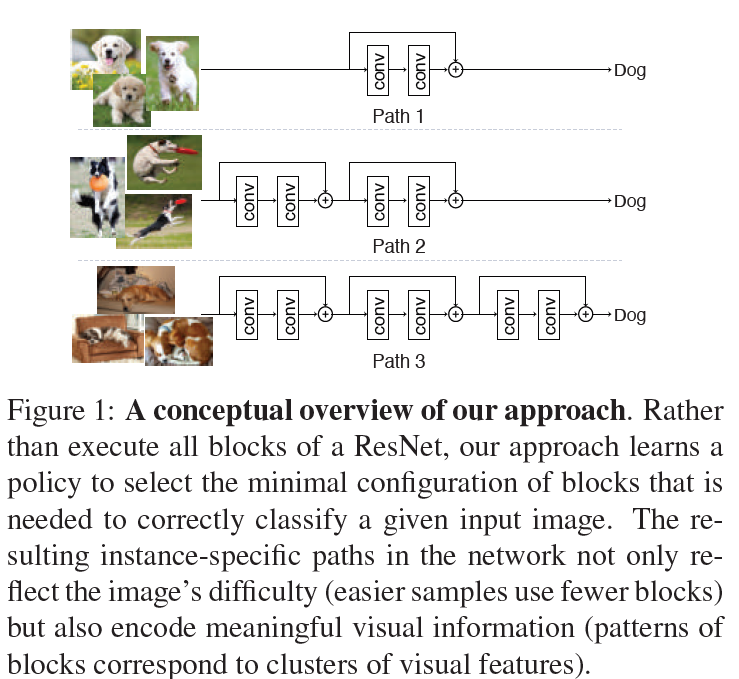 conv conv Dog
Path 1
conv conv conv conv Dog
Path 2
conv conv conv conv conv conv Dog
Path 3
Figure 1: A conceptual overview of our approach. Rather
than execute all blocks of a ResNet, our approach learns a
policy to select the minimal configuration of blocks that is
needed to correctly classify a given input image. The re-
sulting instance-specific paths in the network not only re-
flect the image's difficulty (easier samples use fewer blocks)
but also encode meaningful visual information (patterns of
blocks correspond to clusters of visual features).